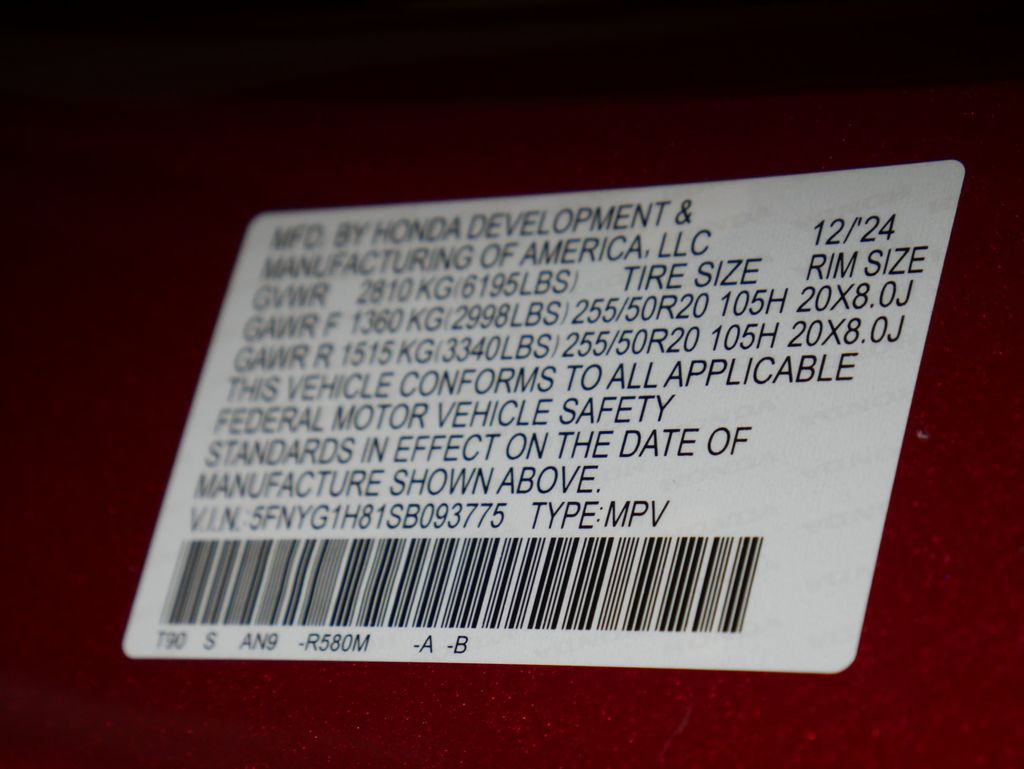 MFD. BY HONDA DEVELOPMENT &
MANUFACTURING OF AMERICA, LLC 12/'24
GVWR 2810 KG(6195LBS) TIRE SIZE RIM SIZE
GAWR F 1360 KG(2998LBS) 255/50R20 105H 20X8.0J
GAWR R 1515 KG(3340LBS) 255/50R20 105H 20X8.0J
THIS VEHICLE CONFORMS TO ALL APPLICABLE
FEDERAL MOTOR VEHICLE SAFETY
STANDARDS IN EFFECT ON THE DATE OF
MANUFACTURE SHOWN ABOVE.
V.I.N.:5FNYG1H81SB093775 TYPE:MPV
T90 S AN9 -R580M -A -B